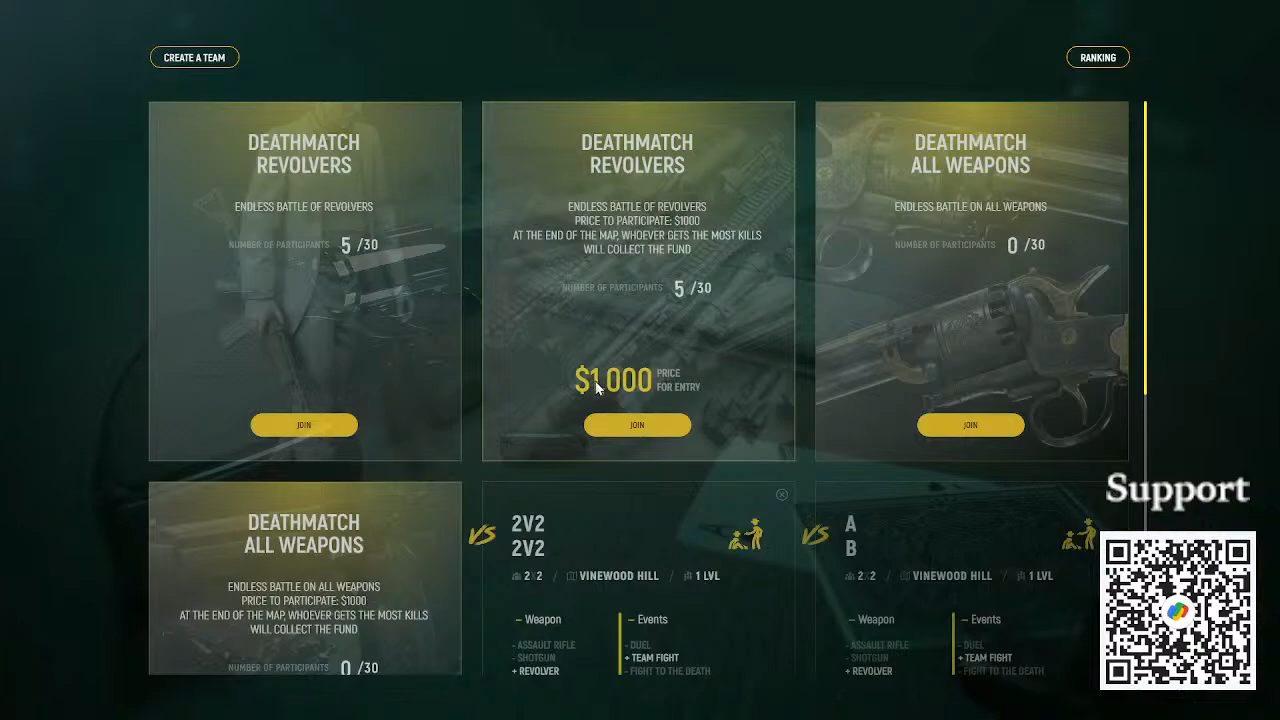 CREATE A TEAM
RANKING
DEATHMATCH
REVOLVERS
ENDLESS BATTLE OF REVOLVERS
NUMBER OF PARTICIPANTS 5 /30
JOIN
DEATHMATCH
REVOLVERS
ENDLESS BATTLE OF REVOLVERS
PRICE TO PARTICIPATE: $1000
AT THE END OF THE MAP, WHOEVER GETS THE MOST KILLS
WILL COLLECT THE FUND
NUMBER OF PARTICIPANTS 5 /30
$1.000 PRICE
FOR ENTRY
JOIN
DEATHMATCH
ALL WEAPONS
ENDLESS BATTLE ON ALL WEAPONS
NUMBER OF PARTICIPANTS 0 /30
JOIN
DEATHMATCH
ALL WEAPONS
ENDLESS BATTLE ON ALL WEAPONS
PRICE TO PARTICIPATE: $1000
AT THE END OF THE MAP, WHOEVER GETS THE MOST KILLS
WILL COLLECT THE FUND
NUMBER OF PARTICIPANTS 0 /30
VS
2V2
2V2
2X2 / VINEWOOD HILL / 1 LVL
– Weapon
- ASSAULT RIFLE
- SHOTGUN
+ REVOLVER
– Events
- DUEL
+ TEAM FIGHT
- FIGHT TO THE DEATH
VS
A
B
2X2 / VINEWOOD HILL / 1 LVL
– Weapon
- ASSAULT RIFLE
- SHOTGUN
+ REVOLVER
– Events
- DUEL
+ TEAM FIGHT
- FIGHT TO THE DEATH
Support